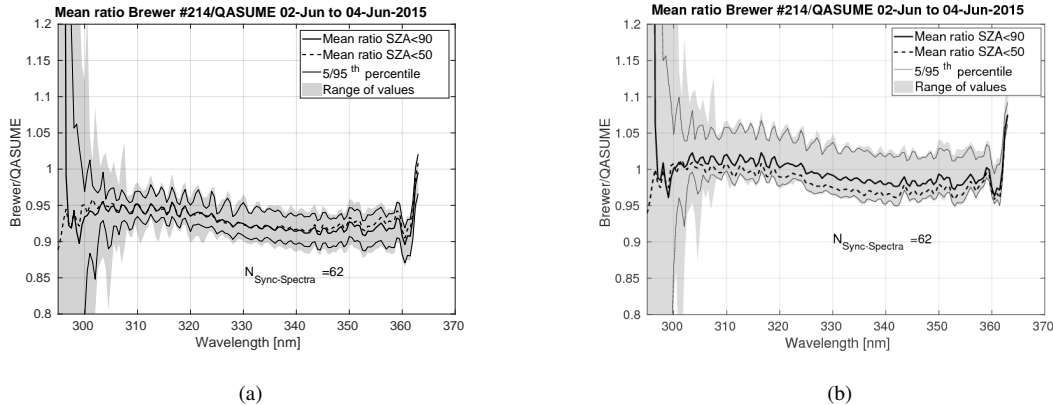 Mean ratio Brewer #214/QASUME 02-Jun to 04-Jun-2015
1.2
1.15
1.1
1.05
1
0.95
0.9
0.85
0.8
Brewer/QASUME
Mean ratio SZA<90
Mean ratio SZA<50
5/95 th percentile
Range of values
N Sync-Spectra =62
300 310 320 330 340 350 360 370
Wavelength [nm]
(a)
Mean ratio Brewer #214/QASUME 02-Jun to 04-Jun-2015
1.2
1.15
1.1
1.05
1
0.95
0.9
0.85
0.8
Brewer/QASUME
Mean ratio SZA<90
Mean ratio SZA<50
5/95 th percentile
Range of values
N Sync-Spectra =62
300 310 320 330 340 350 360 370
Wavelength [nm]
(b)